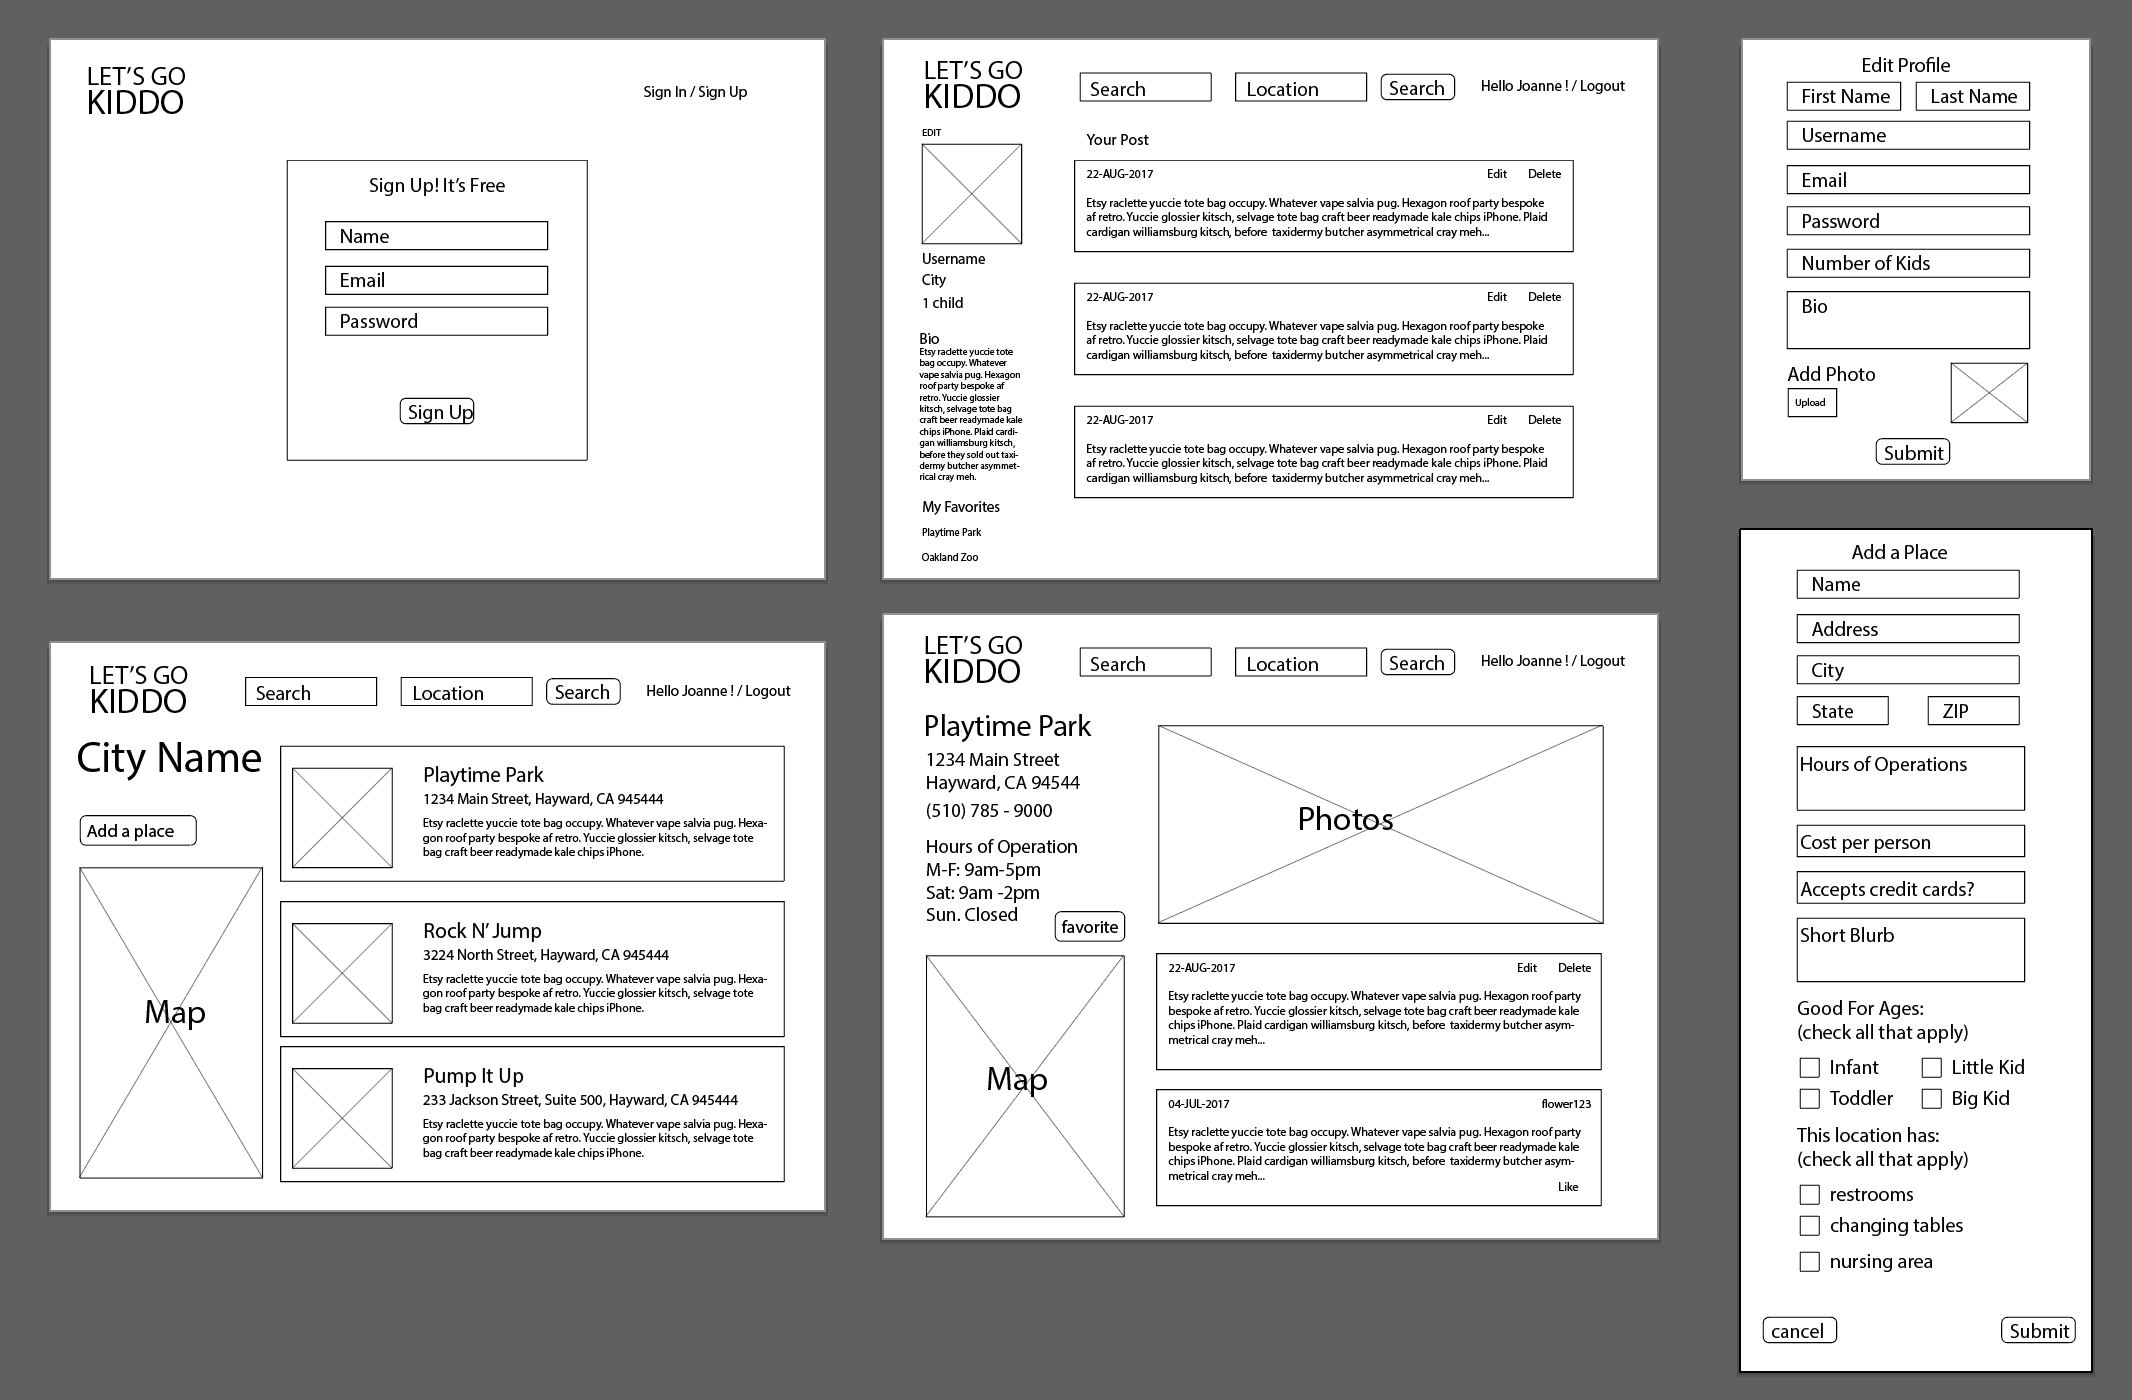 LET'S GO
KIDDO
Sign In / Sign Up
Sign Up! It's Free
Name
Email
Password
Sign Up
LET'S GO
KIDDO
Search
Location
Search
Hello Joanne ! / Logout
EDIT
Username
City
1 child
Bio
Etsy raclette yuccie tote
bag occupy. Whatever
vape salvia pug. Hexagon
roof party bespoke af
retro. Yuccie glossier
kitsch, selvage tote bag
craft beer readymade kale
chips iPhone. Plaid cardi-
gan williamsburg kitsch,
before they sold out taxi-
dermy butcher asymmet-
rical cray meh.
My Favorites
Playtime Park
Oakland Zoo
Your Post
22-AUG-2017 Edit Delete
Etsy raclette yuccie tote bag occupy. Whatever vape salvia pug. Hexagon roof party bespoke
af retro. Yuccie glossier kitsch, selvage tote bag craft beer readymade kale chips iPhone. Plaid
cardigan williamsburg kitsch, before  taxidermy butcher asymmetrical cray meh...
22-AUG-2017 Edit Delete
Etsy raclette yuccie tote bag occupy. Whatever vape salvia pug. Hexagon roof party bespoke
af retro. Yuccie glossier kitsch, selvage tote bag craft beer readymade kale chips iPhone. Plaid
cardigan williamsburg kitsch, before  taxidermy butcher asymmetrical cray meh...
22-AUG-2017 Edit Delete
Etsy raclette yuccie tote bag occupy. Whatever vape salvia pug. Hexagon roof party bespoke
af retro. Yuccie glossier kitsch, selvage tote bag craft beer readymade kale chips iPhone. Plaid
cardigan williamsburg kitsch, before  taxidermy butcher asymmetrical cray meh...
Edit Profile
First Name Last Name
Username
Email
Password
Number of Kids
Bio
Add Photo
Upload
Submit
LET'S GO
KIDDO
Search
Location
Search
Hello Joanne ! / Logout
City Name
Add a place
Map
Playtime Park
1234 Main Street, Hayward, CA 945444
Etsy raclette yuccie tote bag occupy. Whatever vape salvia pug. Hexa-
gon roof party bespoke af retro. Yuccie glossier kitsch, selvage tote
bag craft beer readymade kale chips iPhone.
Rock N' Jump
3224 North Street, Hayward, CA 945444
Etsy raclette yuccie tote bag occupy. Whatever vape salvia pug. Hexa-
gon roof party bespoke af retro. Yuccie glossier kitsch, selvage tote
bag craft beer readymade kale chips iPhone.
Pump It Up
233 Jackson Street, Suite 500, Hayward, CA 945444
Etsy raclette yuccie tote bag occupy. Whatever vape salvia pug. Hexa-
gon roof party bespoke af retro. Yuccie glossier kitsch, selvage tote
bag craft beer readymade kale chips iPhone.
LET'S GO
KIDDO
Search
Location
Search
Hello Joanne ! / Logout
Playtime Park
1234 Main Street
Hayward, CA 94544
(510) 785 - 9000
Hours of Operation
M-F: 9am-5pm
Sat: 9am -2pm
Sun. Closed
favorite
Map
Photos
22-AUG-2017 Edit Delete
Etsy raclette yuccie tote bag occupy. Whatever vape salvia pug. Hexagon roof party
bespoke af retro. Yuccie glossier kitsch, selvage tote bag craft beer readymade kale
chips iPhone. Plaid cardigan williamsburg kitsch, before  taxidermy butcher asym-
metrical cray meh...
04-JUL-2017 flower123
Etsy raclette yuccie tote bag occupy. Whatever vape salvia pug. Hexagon roof party
bespoke af retro. Yuccie glossier kitsch, selvage tote bag craft beer readymade kale
chips iPhone. Plaid cardigan williamsburg kitsch, before  taxidermy butcher asym-
metrical cray meh...
Like
Add a Place
Name
Address
City
State ZIP
Hours of Operations
Cost per person
Accepts credit cards?
Short Blurb
Good For Ages:
(check all that apply)
Infant Little Kid
Toddler Big Kid
This location has:
(check all that apply)
restrooms
changing tables
nursing area
cancel Submit